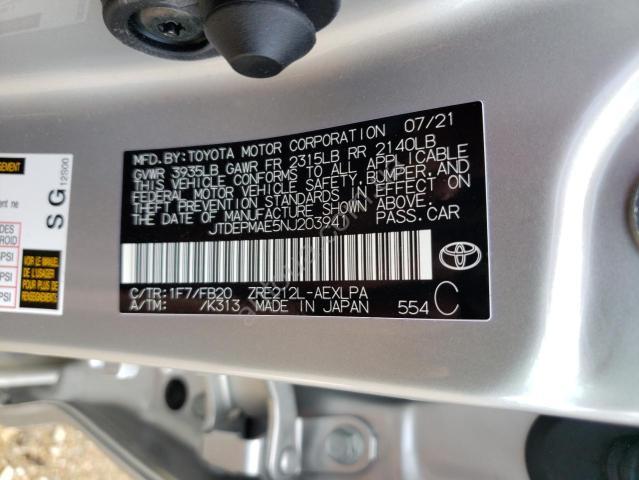 07/21
MFD. BY: TOYOTA MOTOR CORPORATION
GVWR 3935LB GAWR FR 2315LB RR 2140LB
THIS VEHICLE CONFORMS TO ALL APPLICABLE
FEDERAL MOTOR VEHICLE SAFETY, BUMPER, AND
THEFT PREVENTION STANDARDS IN EFFECT ON
THE DATE OF MANUFACTURE SHOWN ABOVE.
JTDEPMAE5NJ203941 PASS. CAR
C/TR: 1F7/FB20 ZRE212L-AEXLPA
A/TM: /K313 MADE IN JAPAN 554 C
SG
12S00
PSI
PSI